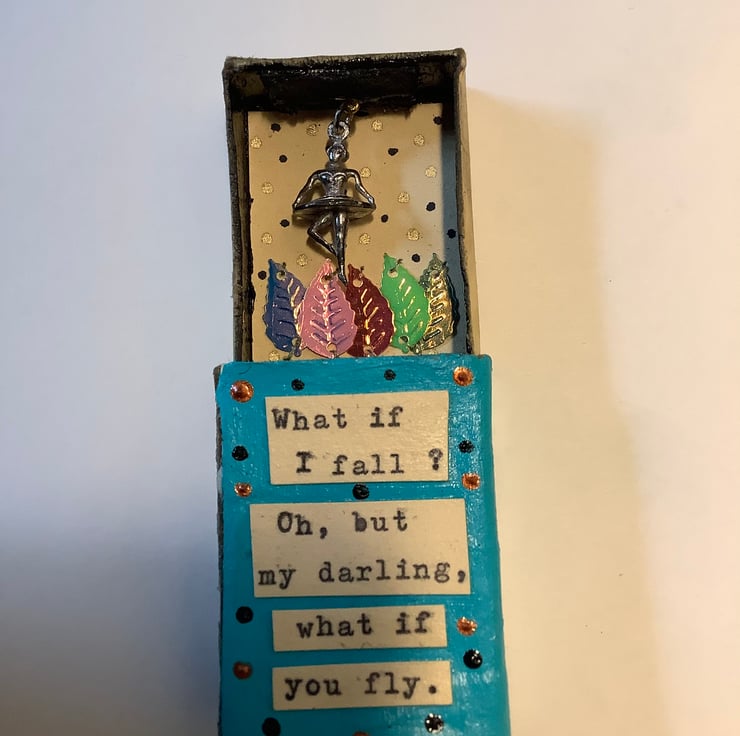 What if
I fall ?
Oh, but
my darling,
what if
you fly.